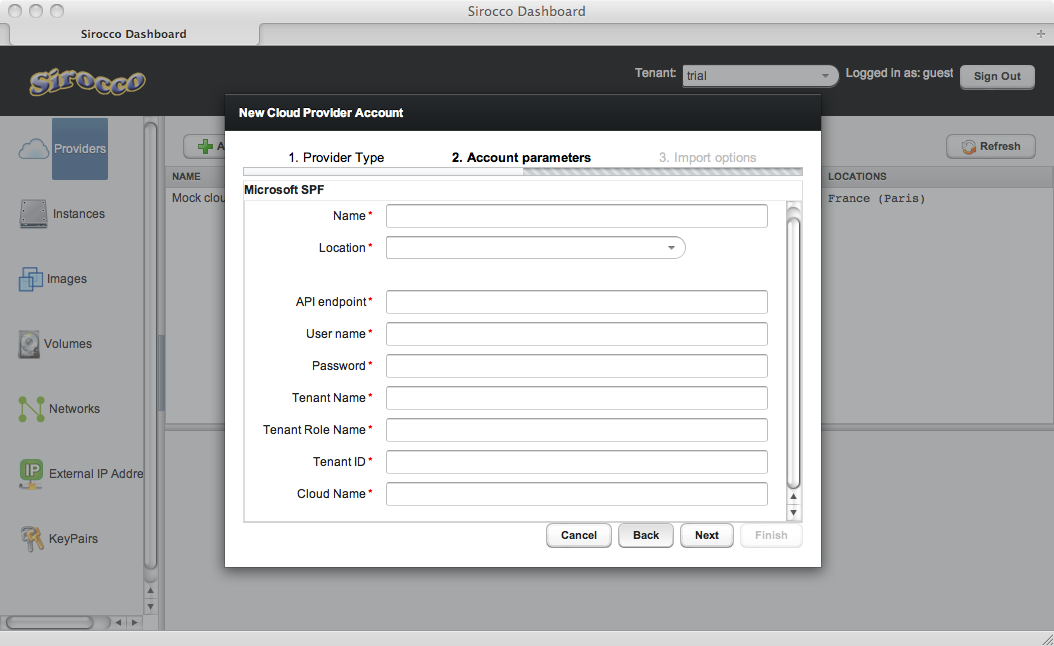 Sirocco Dashboard
Sirocco Dashboard
Sirocco
Tenant: trial Logged in as: guest Sign Out
New Cloud Provider Account
1. Provider Type 2. Account parameters 3. Import options
Microsoft SPF
Name*
Location*
API endpoint*
User name*
Password*
Tenant Name*
Tenant Role Name*
Tenant ID*
Cloud Name*
Cancel Back Next Finish
Providers
Instances
Images
Volumes
Networks
IP External IP Addre
KeyPairs
A
Refresh
NAME LOCATIONS
Mock clou France (Paris)